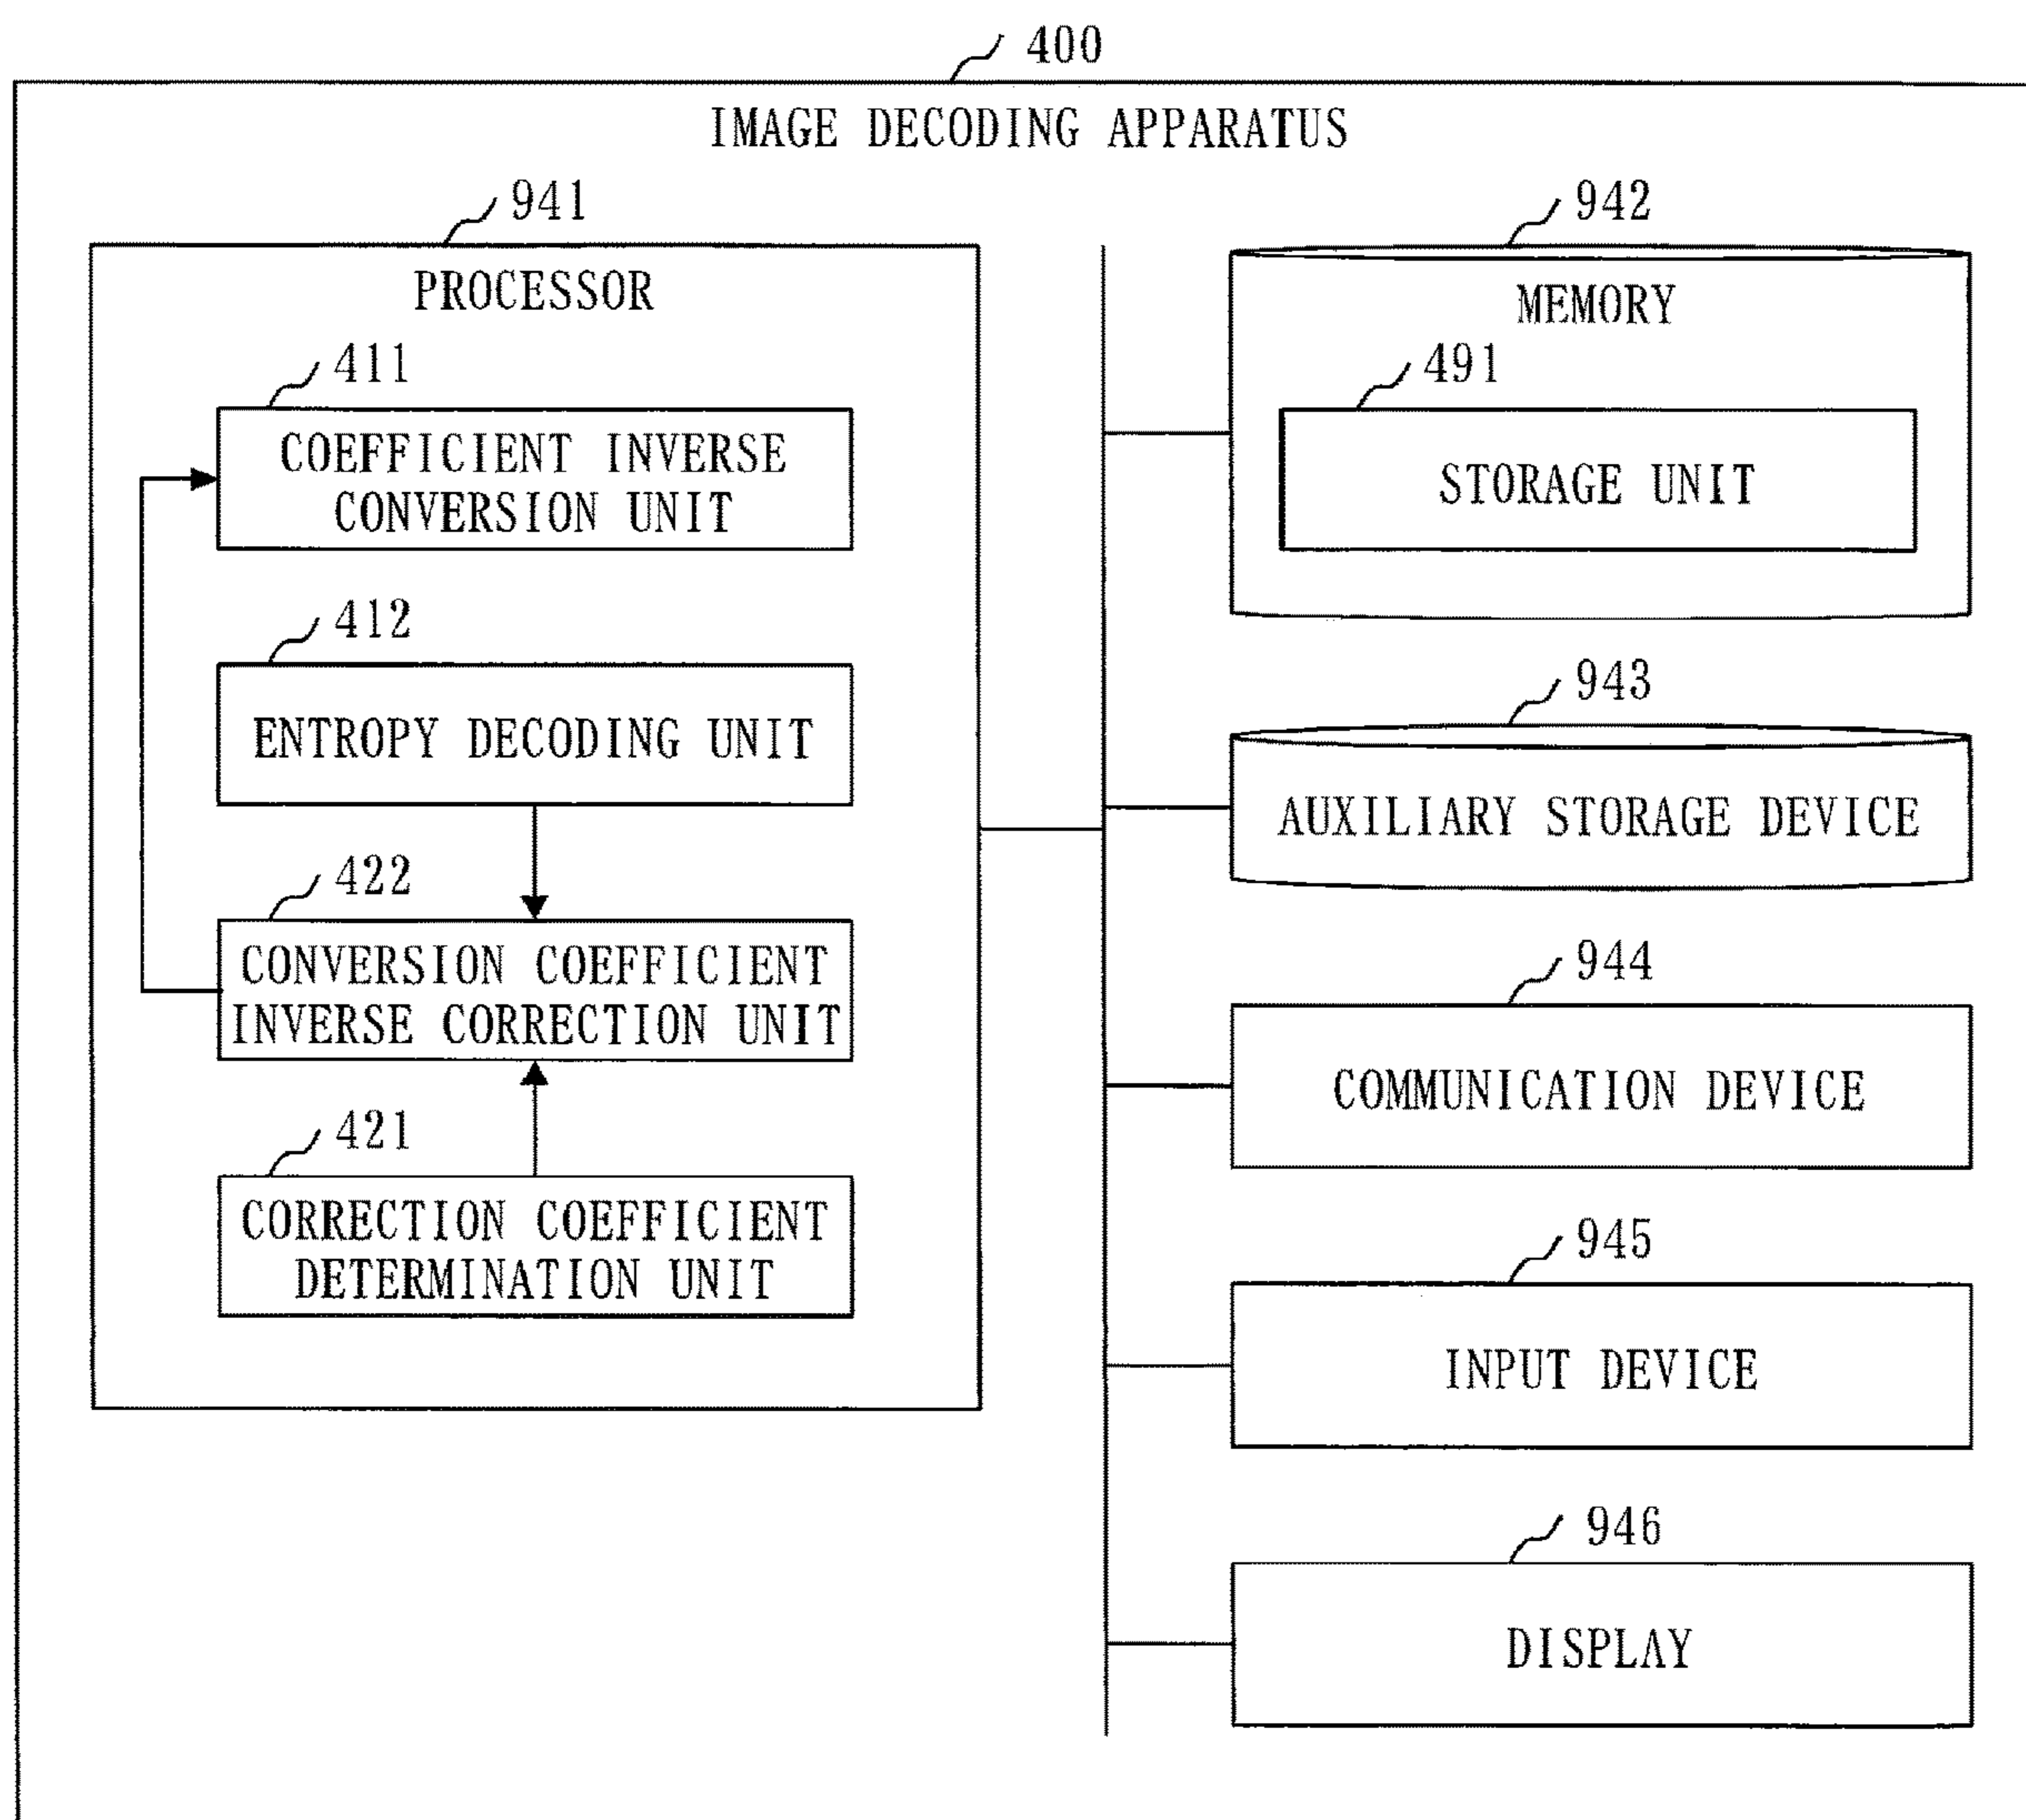 400
IMAGE DECODING APPARATUS
941
PROCESSOR
411
COEFFICIENT INVERSE
CONVERSION UNIT
412
ENTROPY DECODING UNIT
422
CONVERSION COEFFICIENT
INVERSE CORRECTION UNIT
421
CORRECTION COEFFICIENT
DETERMINATION UNIT
942
MEMORY
491
STORAGE UNIT
943
AUXILIARY STORAGE DEVICE
944
COMMUNICATION DEVICE
945
INPUT DEVICE
946
DISPLAY